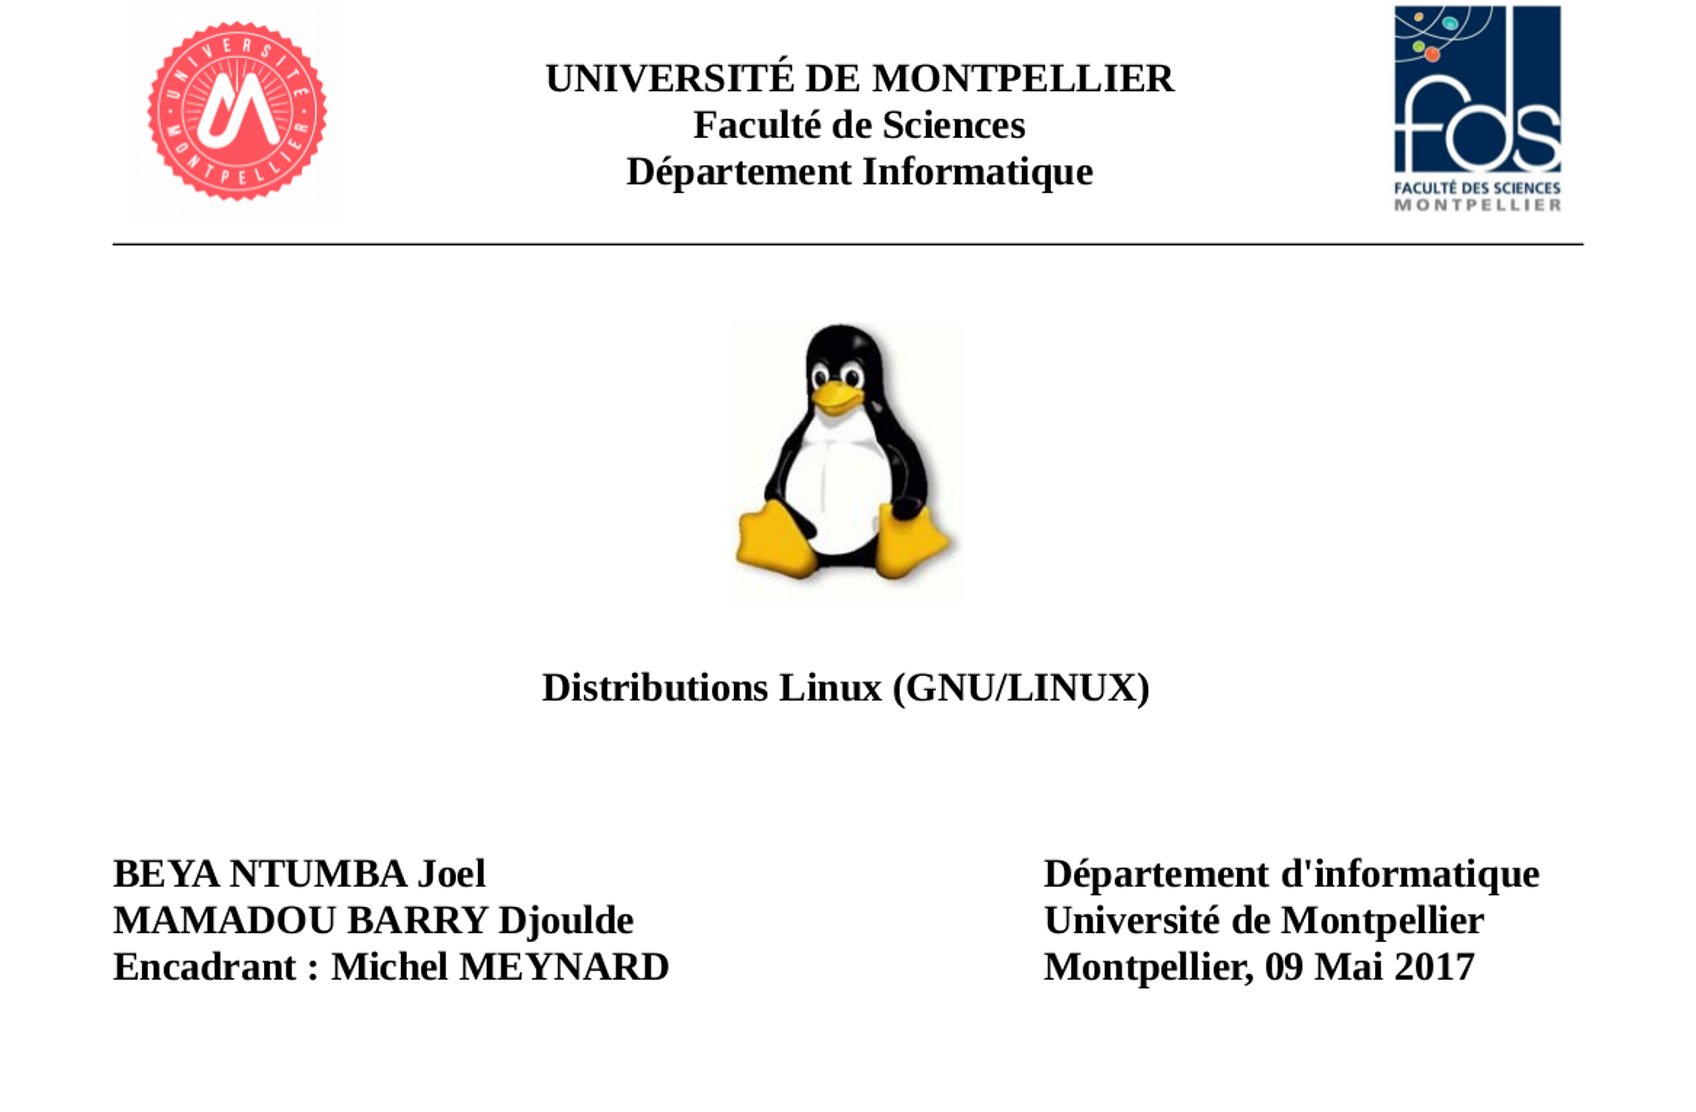 UNIVERSITÉ · MONTPELLIER ·
UNIVERSITÉ DE MONTPELLIER
Faculté de Sciences
Département Informatique
fds
FACULTÉ DES SCIENCES
MONTPELLIER
Distributions Linux (GNU/LINUX)
BEYA NTUMBA Joel
MAMADOU BARRY Djoulde
Encadrant : Michel MEYNARD
Département d'informatique
Université de Montpellier
Montpellier, 09 Mai 2017